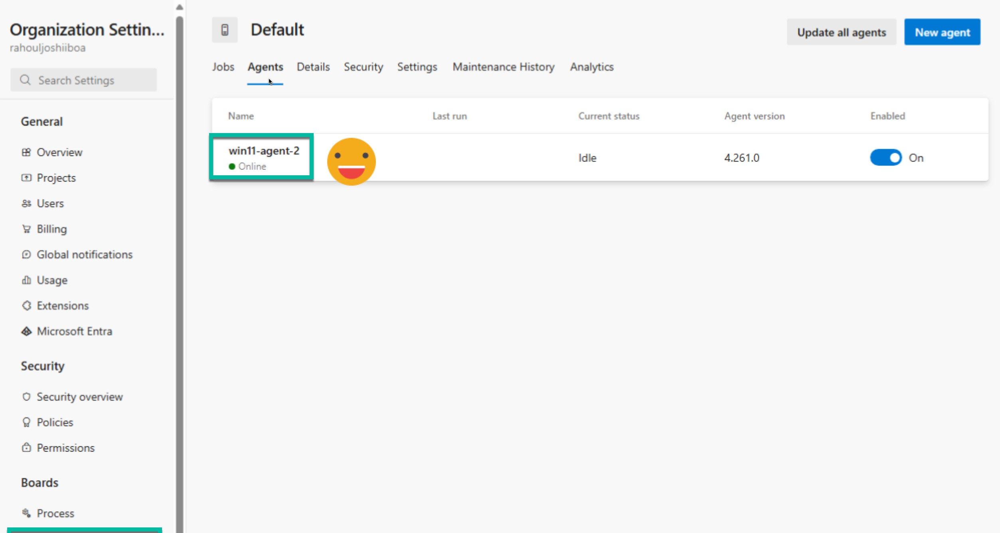 Organization Settin...
rahouljoshiiboa
Search Settings
General
Overview
Projects
Users
Billing
Global notifications
Usage
Extensions
Microsoft Entra
Security
Security overview
Policies
Permissions
Boards
Process
Default
Update all agents
New agent
Jobs Agents Details Security Settings Maintenance History Analytics
Name Last run Current status Agent version Enabled
win11-agent-2
Online
Idle 4.261.0 On